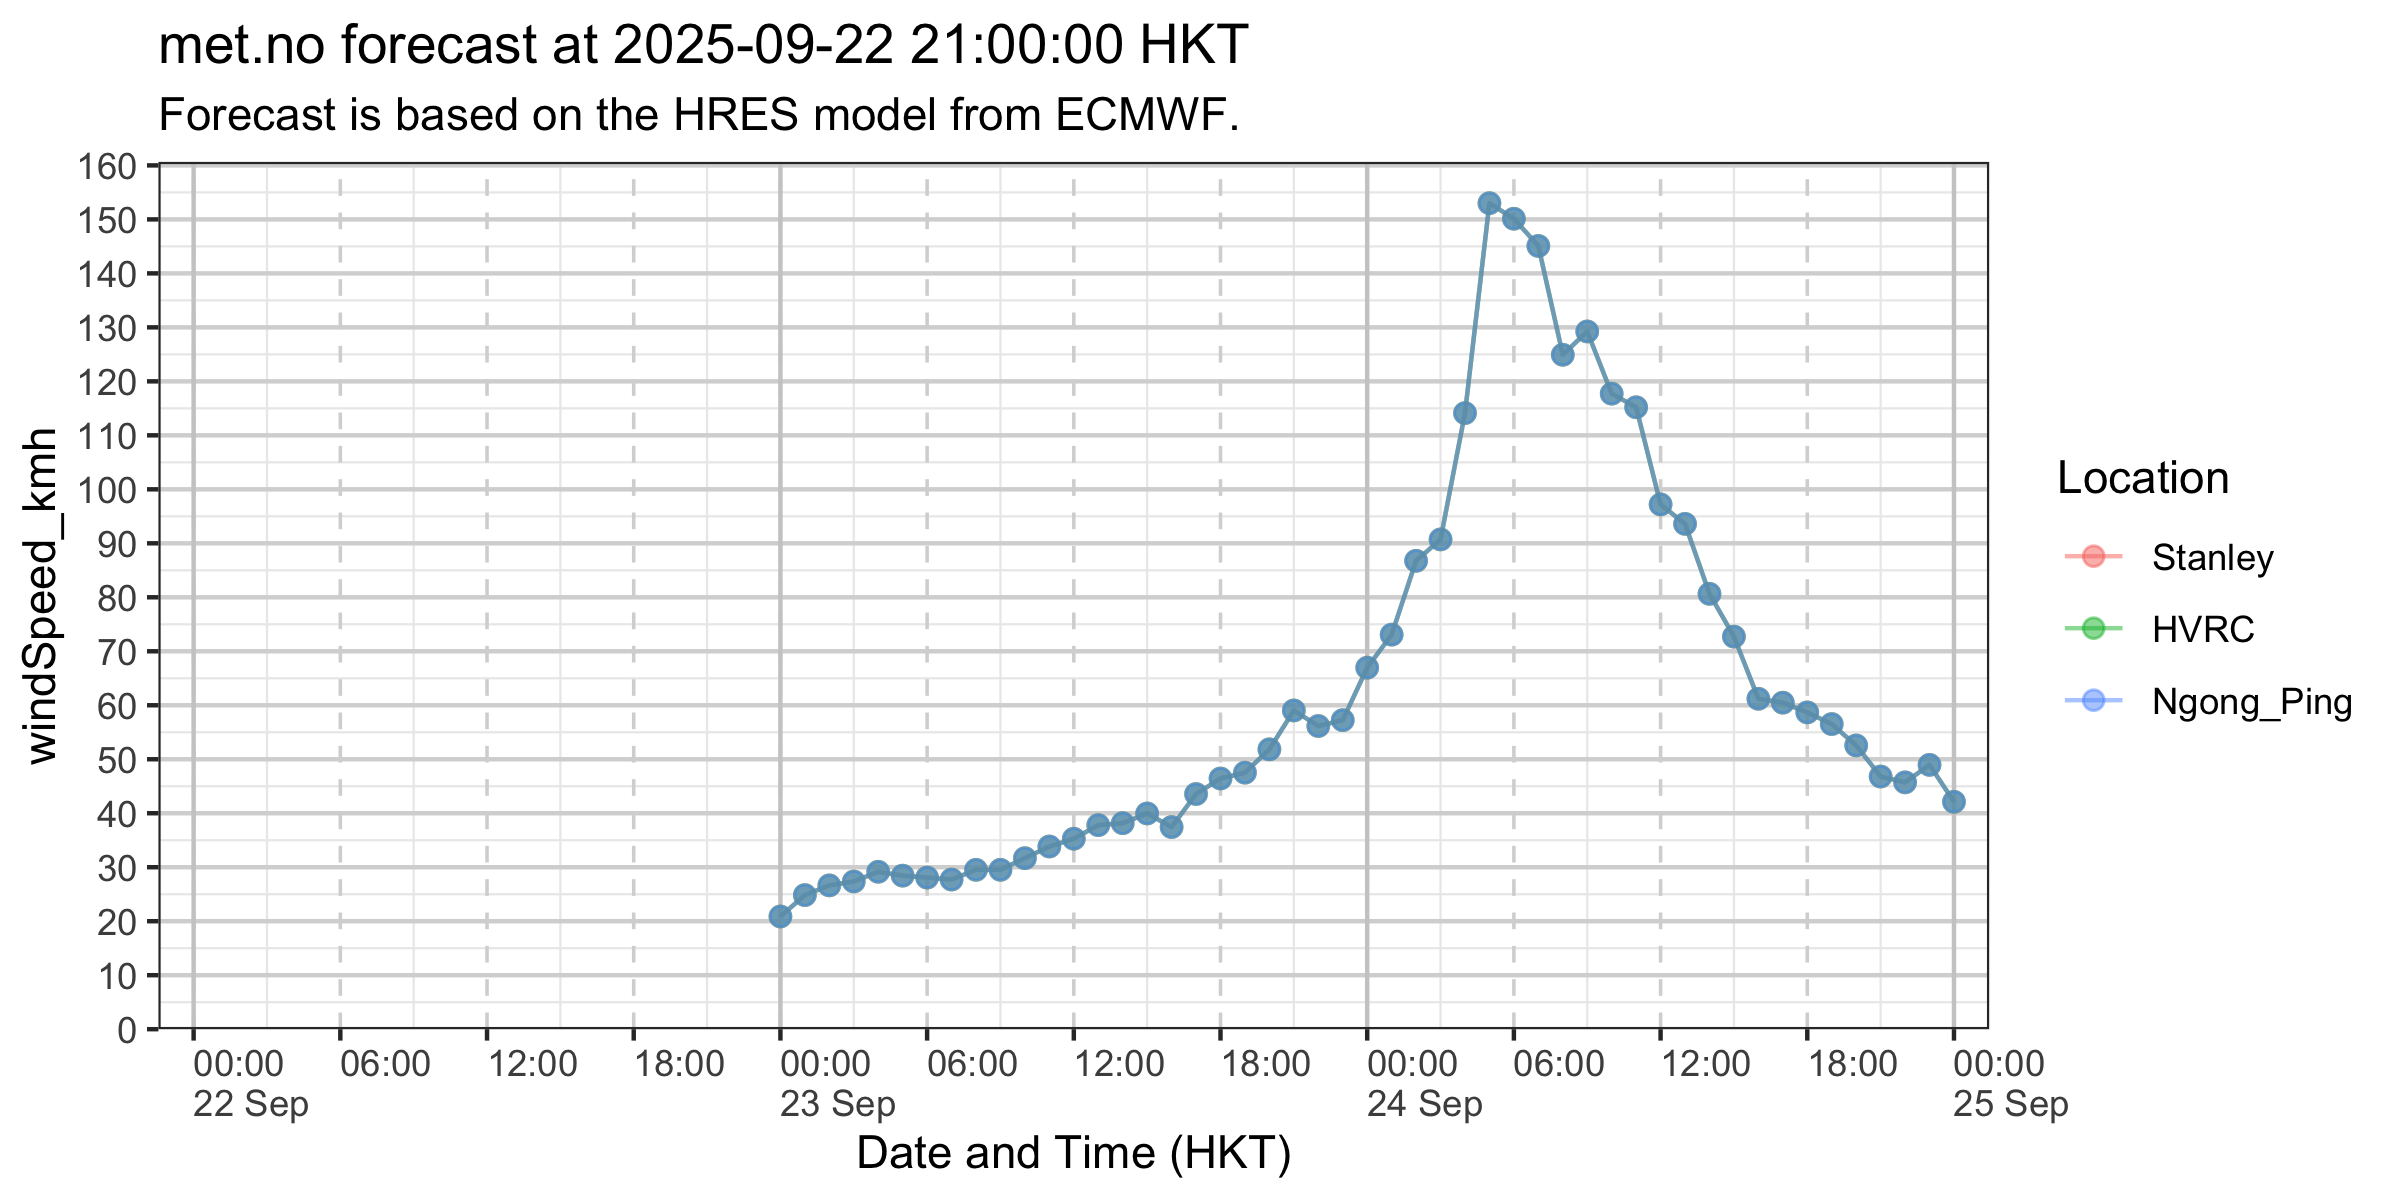 met.no forecast at 2025-09-22 21:00:00 HKT
Forecast is based on the HRES model from ECMWF.
160
150
140
130
120
110
100
90
80
70
60
50
40
30
20
10
0
windSpeed_kmh
00:00 06:00 12:00 18:00 00:00 06:00 12:00 18:00 00:00 06:00 12:00 18:00 00:00
22 Sep 23 Sep 24 Sep 25 Sep
Date and Time (HKT)
Location
Stanley
HVRC
Ngong_Ping